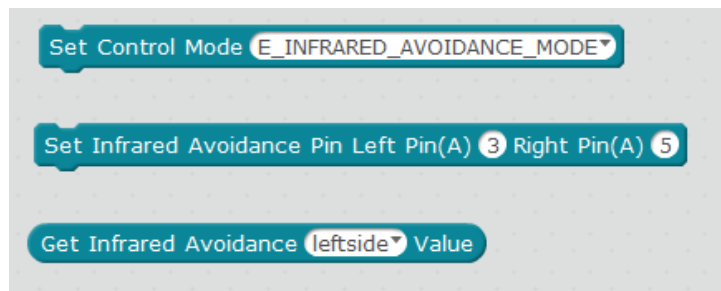 Set Control Mode E_INFRARED_AVOIDANCE_MODE
Set Infrared Avoidance Pin Left Pin(A) 3 Right Pin(A) 5
Get Infrared Avoidance leftside Value